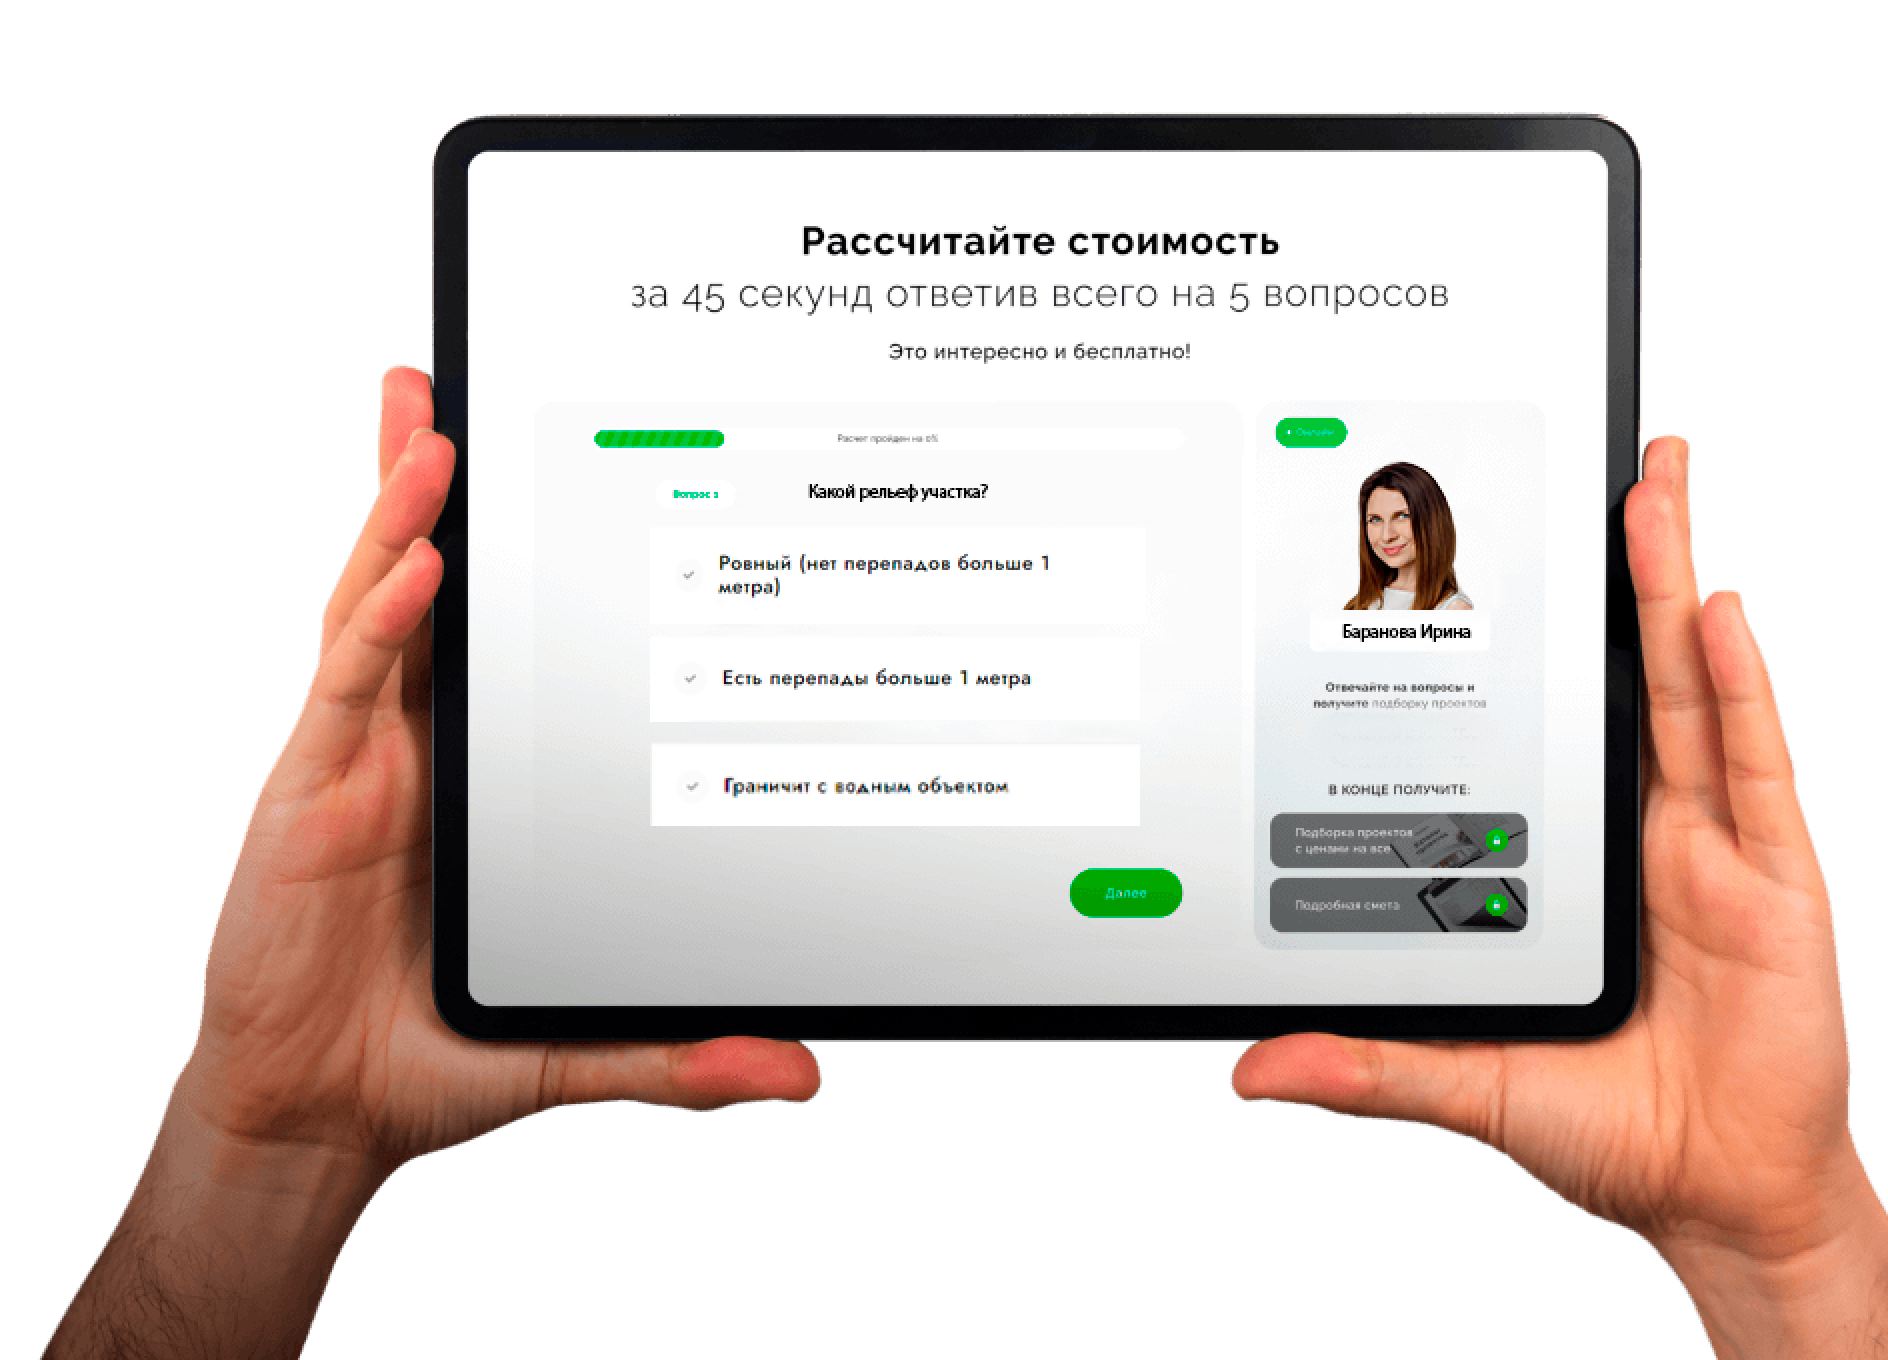 Рассчитайте стоимость
за 45 секунд ответив всего на 5 вопросов
Это интересно и бесплатно!
Расчет пройден на 0%
Вопрос 2
Какой рельеф участка?
Ровный (нет перепадов больше 1
метра)
Есть перепады больше 1 метра
Граничит с водным объектом
Далее
Онлайн
Баранова Ирина
Отвечайте на вопросы и
получите подборку проектов
В КОНЦЕ ПОЛУЧИТЕ:
Подборка проектов
с ценами на все
Подробная смета